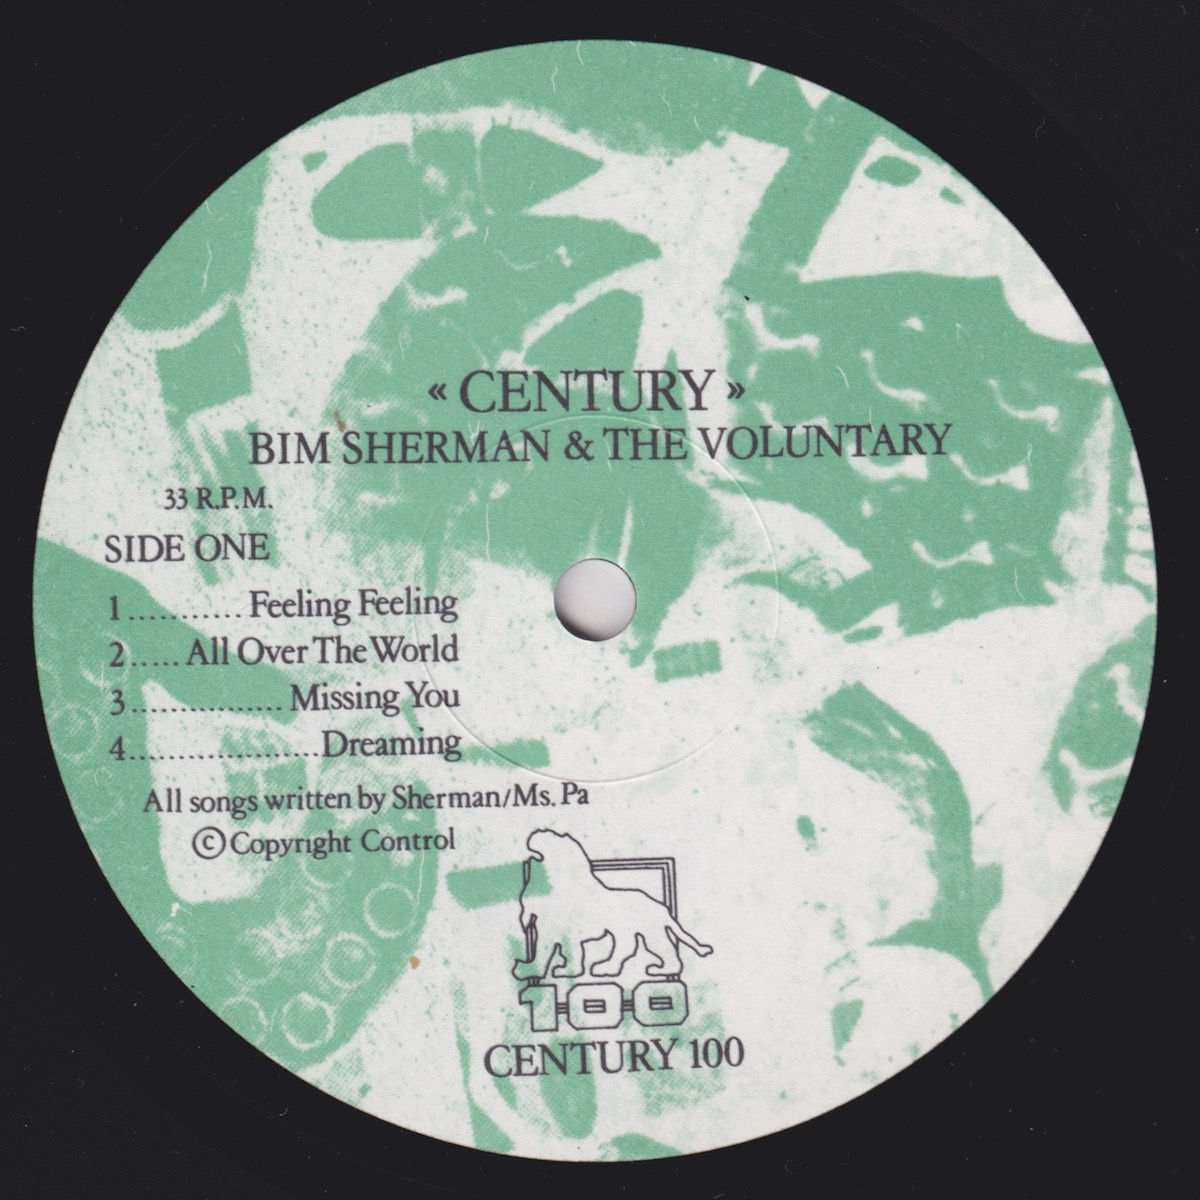 « CENTURY »
BIM SHERMAN & THE VOLUNTARY
33 R.P.M.
SIDE ONE
1........... Feeling Feeling
2..... All Over The World
3................ Missing You
4...................Dreaming
All songs written by Sherman/Ms. Pa
©Copyright Control
100
CENTURY 100